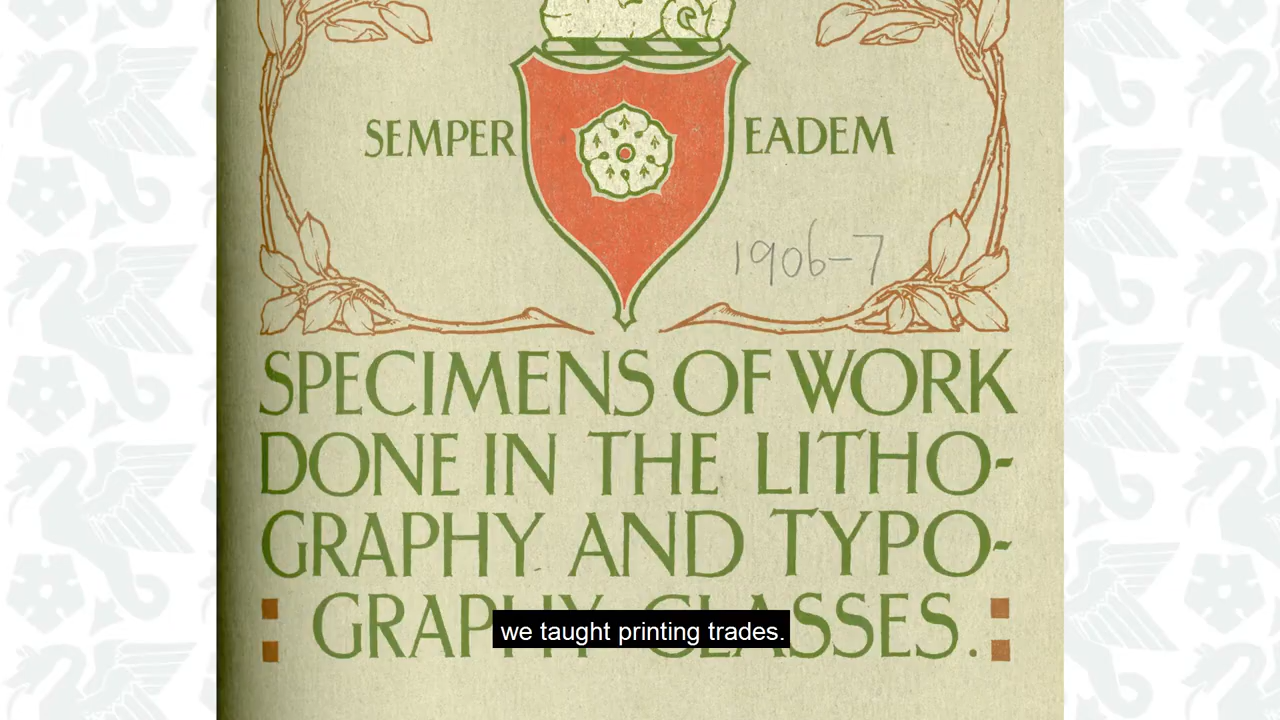 SEMPER EADEM
1906-7
SPECIMENS OF WORK
DONE IN THE LITHO-
GRAPHY AND TYPO-
GRAPHY CLASSES.
we taught printing trades.